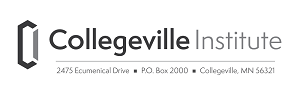 Collegeville Institute
2475 Ecumenical Drive ▪ P.O. Box 2000 ▪ Collegeville, MN 56321